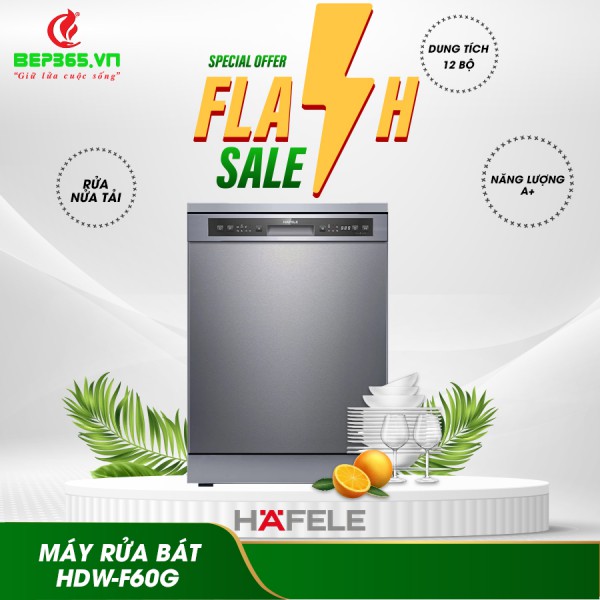 BEP365.VN
"Giữ lửa cuộc sống"
SPECIAL OFFER
FLASH
SALE
DUNG TÍCH
12 BỘ
RỬA
NỬA TẢI
NĂNG LƯỢNG
A+
HÄFELE
HÄFELE
MÁY RỬA BÁT
HDW-F60G